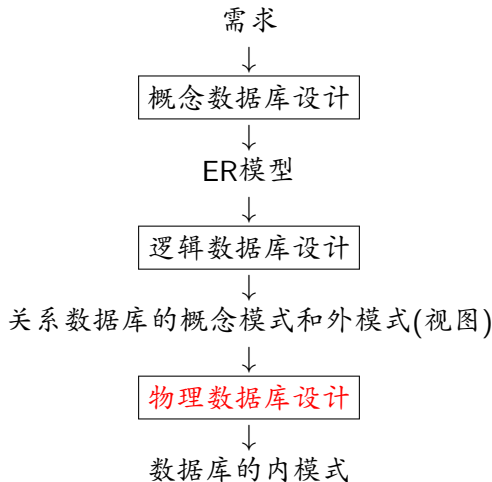 需求
↓
概念数据库设计
↓
ER模型
↓
逻辑数据库设计
↓
关系数据库的概念模式和外模式(视图)
↓
物理数据库设计
↓
数据库的内模式